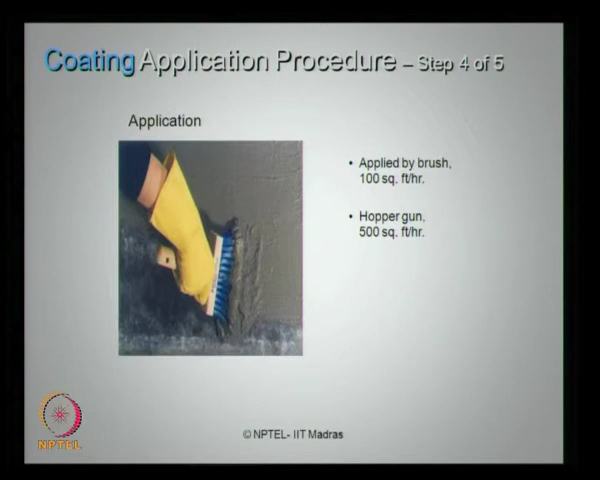 Coating Application Procedure – Step 4 of 5
Application
• Applied by brush,
100 sq. ft/hr.
• Hopper gun,
500 sq. ft/hr.
NPTEL
© NPTEL- IIT Madras